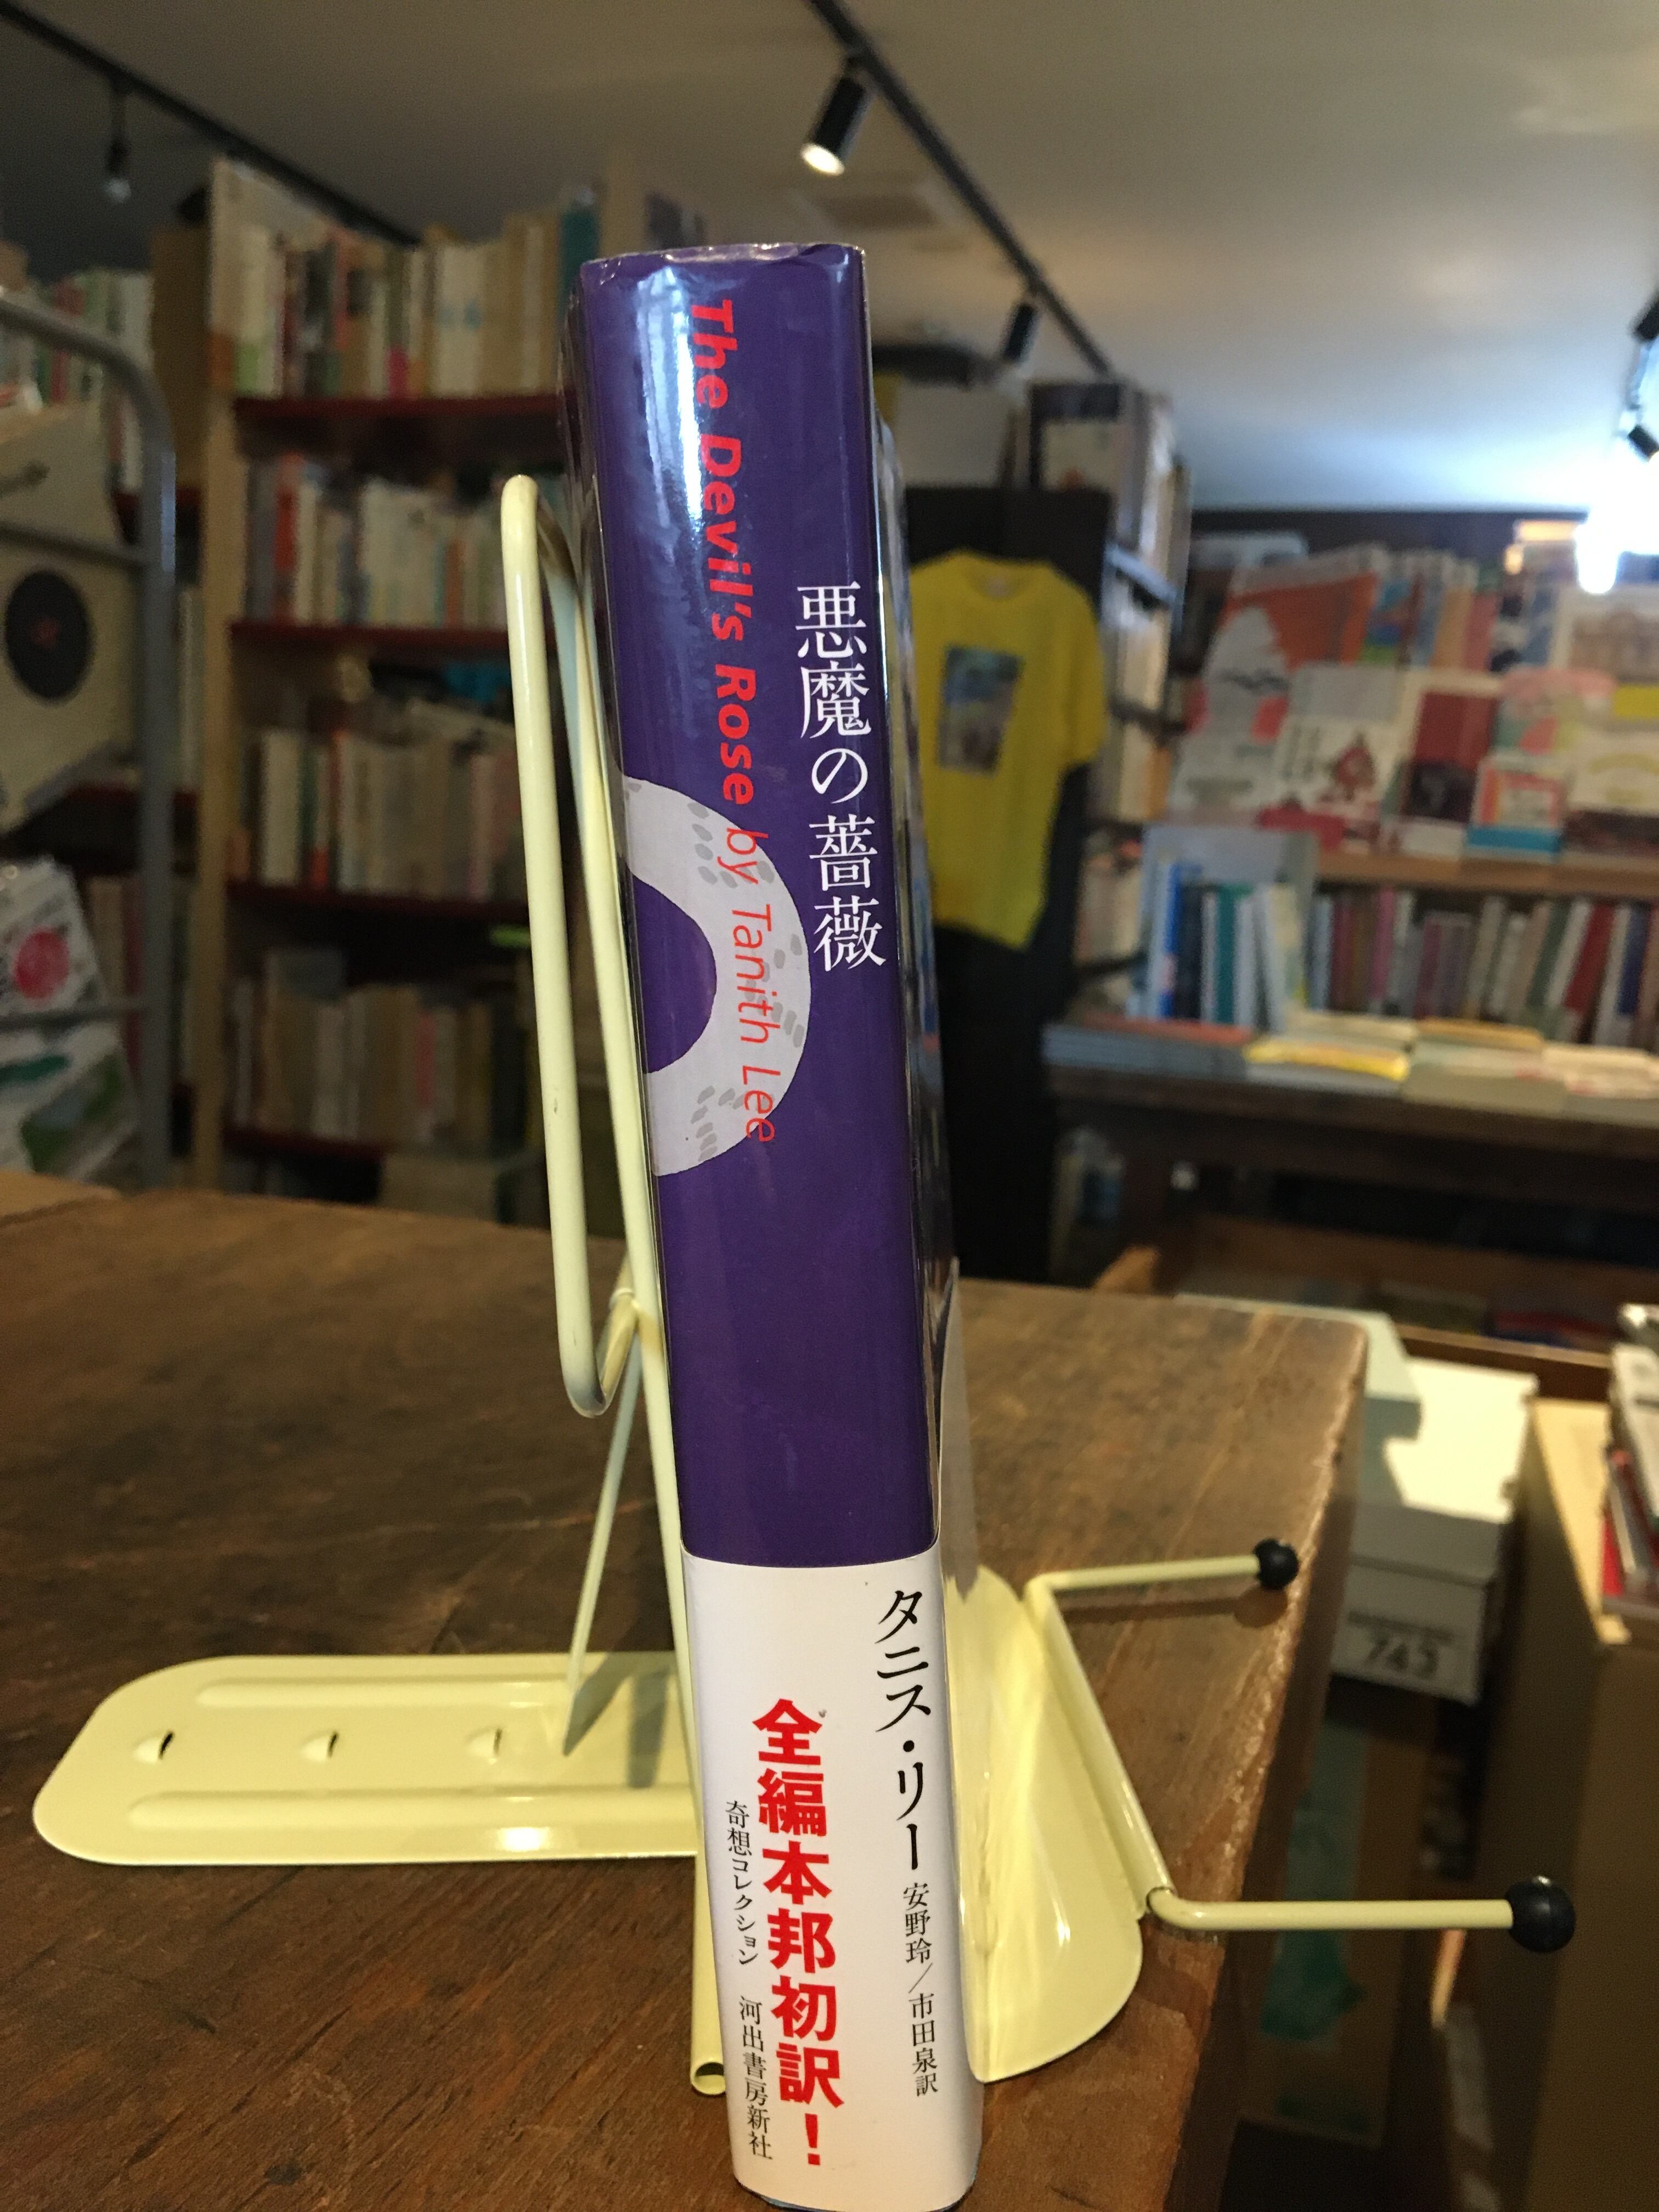 悪魔の薔薇
The Devil's Rose by Tanith Lee
タニス・リー 安野玲/市田泉訳
全編本邦初訳!
奇想コレクション 河出書房新社
743